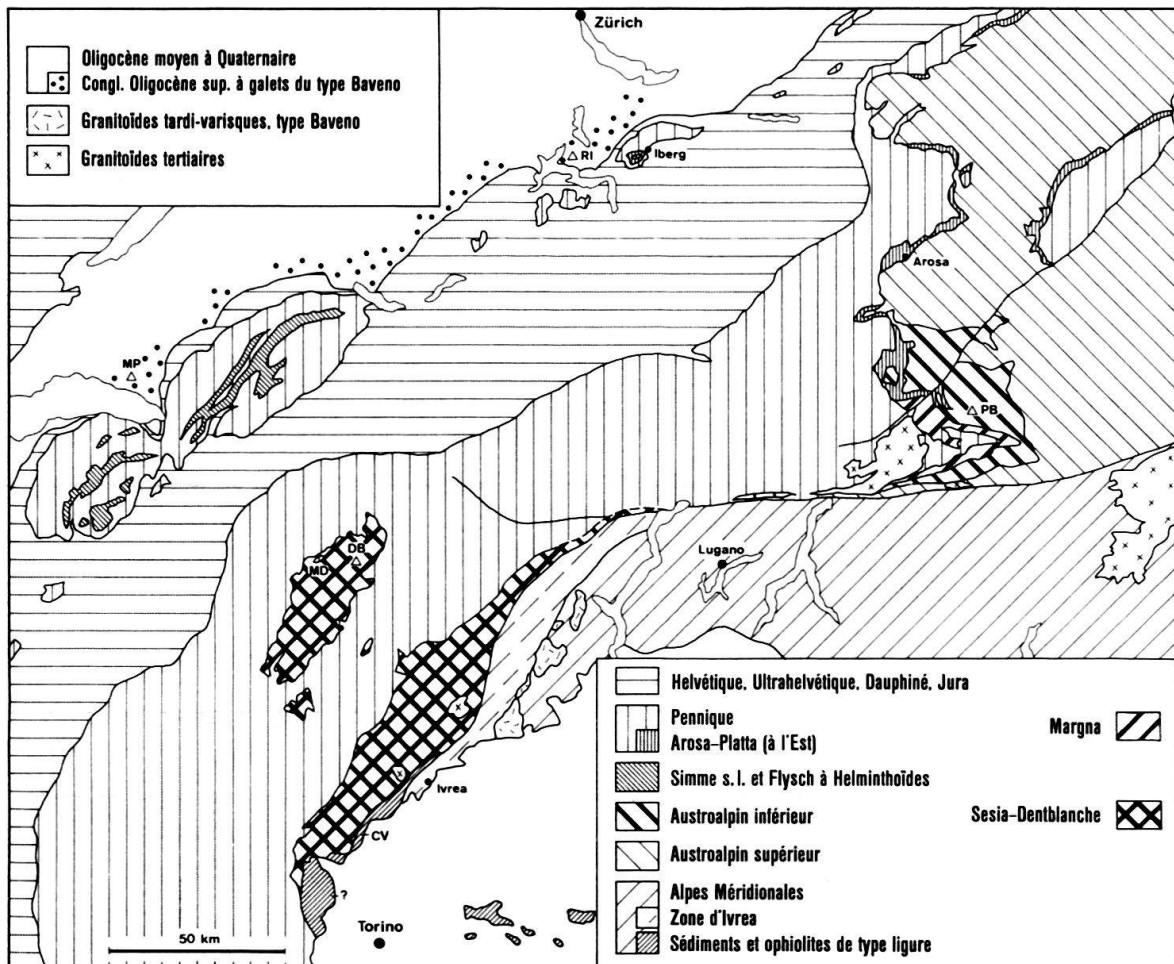 Oligocène moyen à Quaternaire
Congl. Oligocène sup. à galets du type Baveno
Granitoïdes tardi-varisques, type Baveno
Granitoïdes tertiaires
Zürich
RI
Iberg
Arosa
MP
PB
DB
MD
Lugano
Ivrea
CV
?
Torino
50 km
Helvétique, Ultrahelvétique, Dauphiné, Jura
Pennique
Arosa-Platta (à l'Est)
Margna
Simme s.l. et Flysch à Helminthoïdes
Austroalpin inférieur
Sesia-Dentblanche
Austroalpin supérieur
Alpes Méridionales
Zone d'Ivrea
Sédiments et ophiolites de type ligure